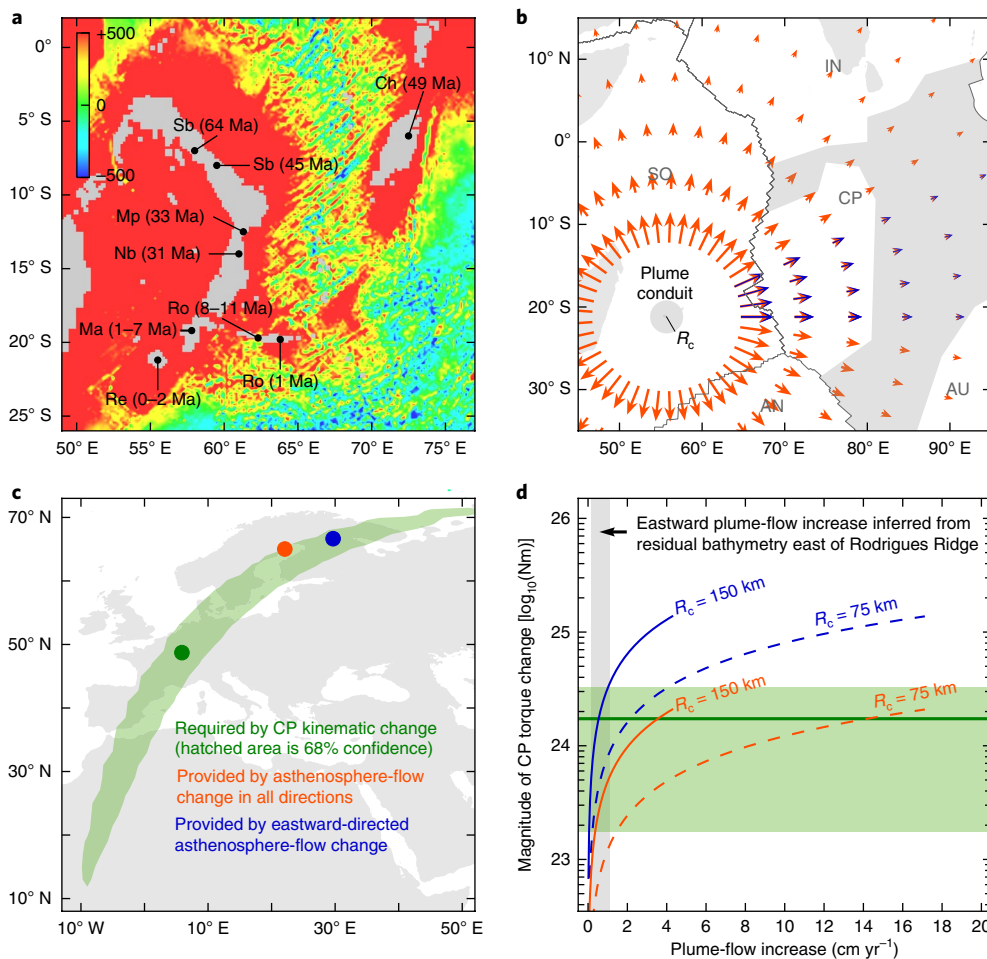 a
0°
5° S
10° S
15° S
20° S
25° S
50° E
55° E
60° E
65° E
70° E
75° E
+500
0
−500
Ch (49 Ma)
Sb (64 Ma)
Sb (45 Ma)
Mp (33 Ma)
Nb (31 Ma)
Ro (8–11 Ma)
Ma (1–7 Ma)
Ro (1 Ma)
Re (0–2 Ma)
b
10° N
0°
10° S
20° S
30° S
50° E
60° E
70° E
80° E
90° E
IN
SO
CP
Plume
conduit
Rc
AN
AU
c
70° N
50° N
30° N
10° N
10° W
10° E
30° E
50° E
Required by CP kinematic change
(hatched area is 68% confidence)
Provided by asthenosphere-flow
change in all directions
Provided by eastward-directed
asthenosphere-flow change
d
Magnitude of CP torque change [log10(Nm)]
26
25
24
23
Eastward plume-flow increase inferred from
residual bathymetry east of Rodrigues Ridge
Rc = 150 km
Rc = 75 km
Rc = 150 km
Rc = 75 km
0
2
4
6
8
10
12
14
16
18
20
Plume-flow increase (cm yr−1)